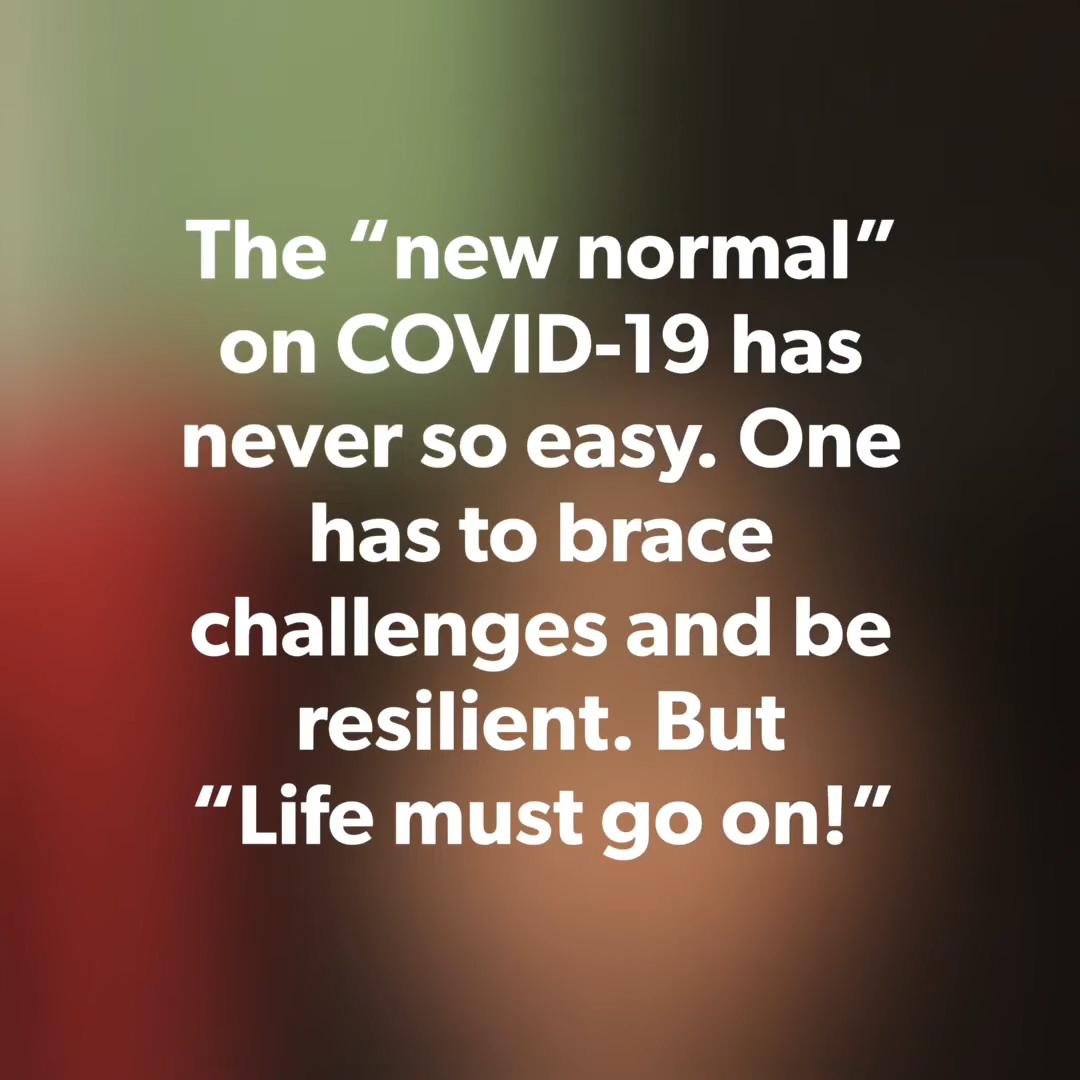 The “new normal”
on COVID-19 has
never so easy. One
has to brace
challenges and be
resilient. But
“Life must go on!”